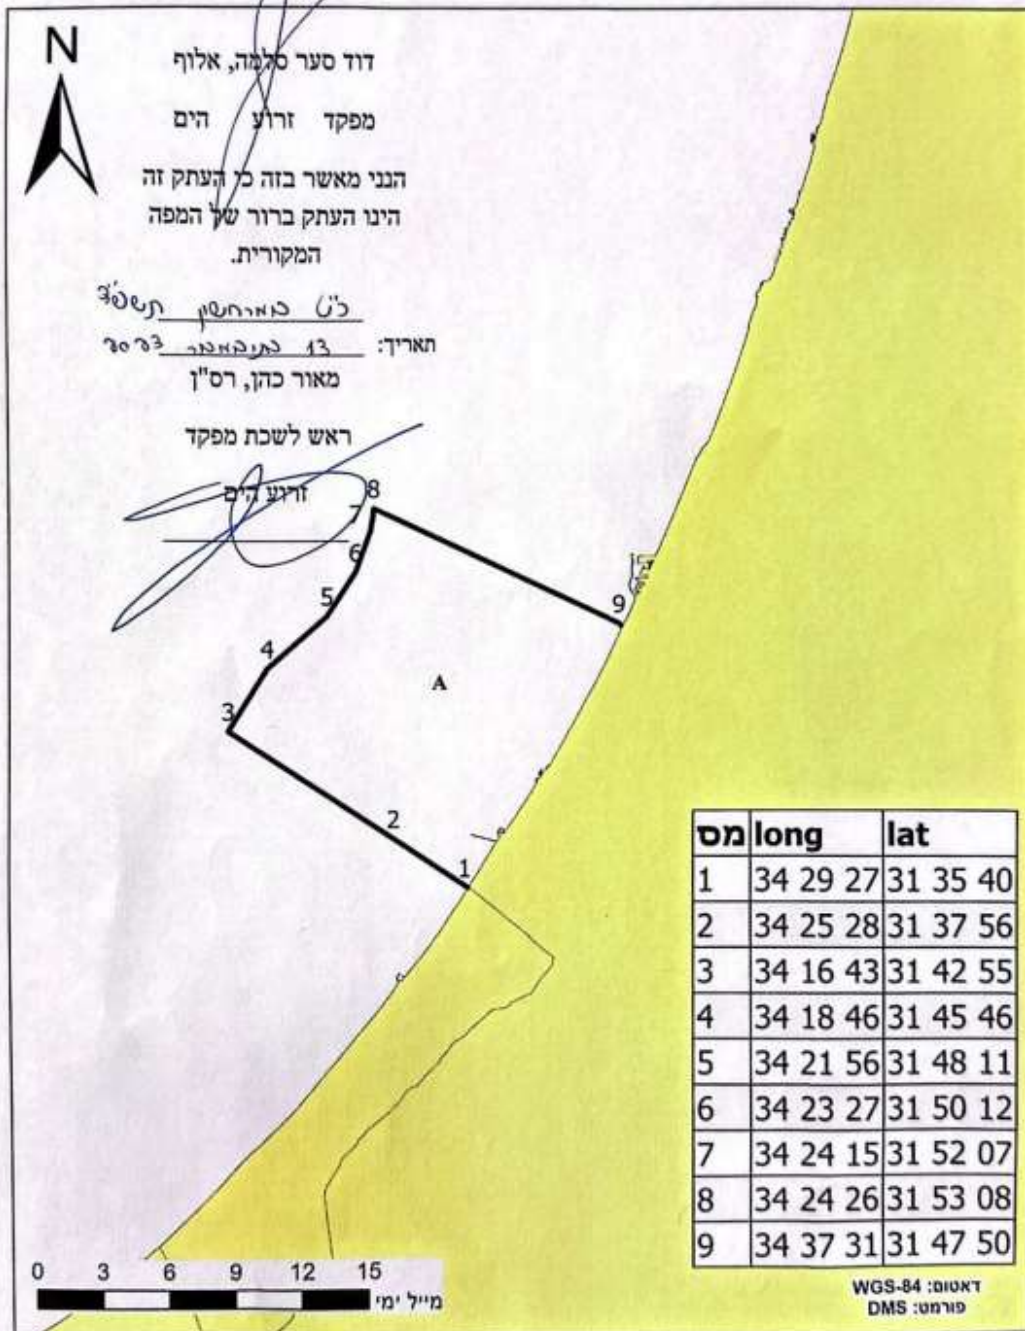 N
דוד סער סלמה, אלוף
מפקד זרוע הים
הנני מאשר בזה כי העתק זה
הינו העתק ברור של המפה
המקורית.
כ"ט במרחשון תשפ"ד
תאריך: 13 בנובמבר 2023
מאור כהן, רס"ן
ראש לשכת מפקד
זרוע הים
8
7
6
5
9
4
A
3
2
1
מס long lat
1 34 29 27 31 35 40
2 34 25 28 31 37 56
3 34 16 43 31 42 55
4 34 18 46 31 45 46
5 34 21 56 31 48 11
6 34 23 27 31 50 12
7 34 24 15 31 52 07
8 34 24 26 31 53 08
9 34 37 31 31 47 50
0 3 6 9 12 15
מייל ימי
דאטום: WGS-84
פורמט: DMS